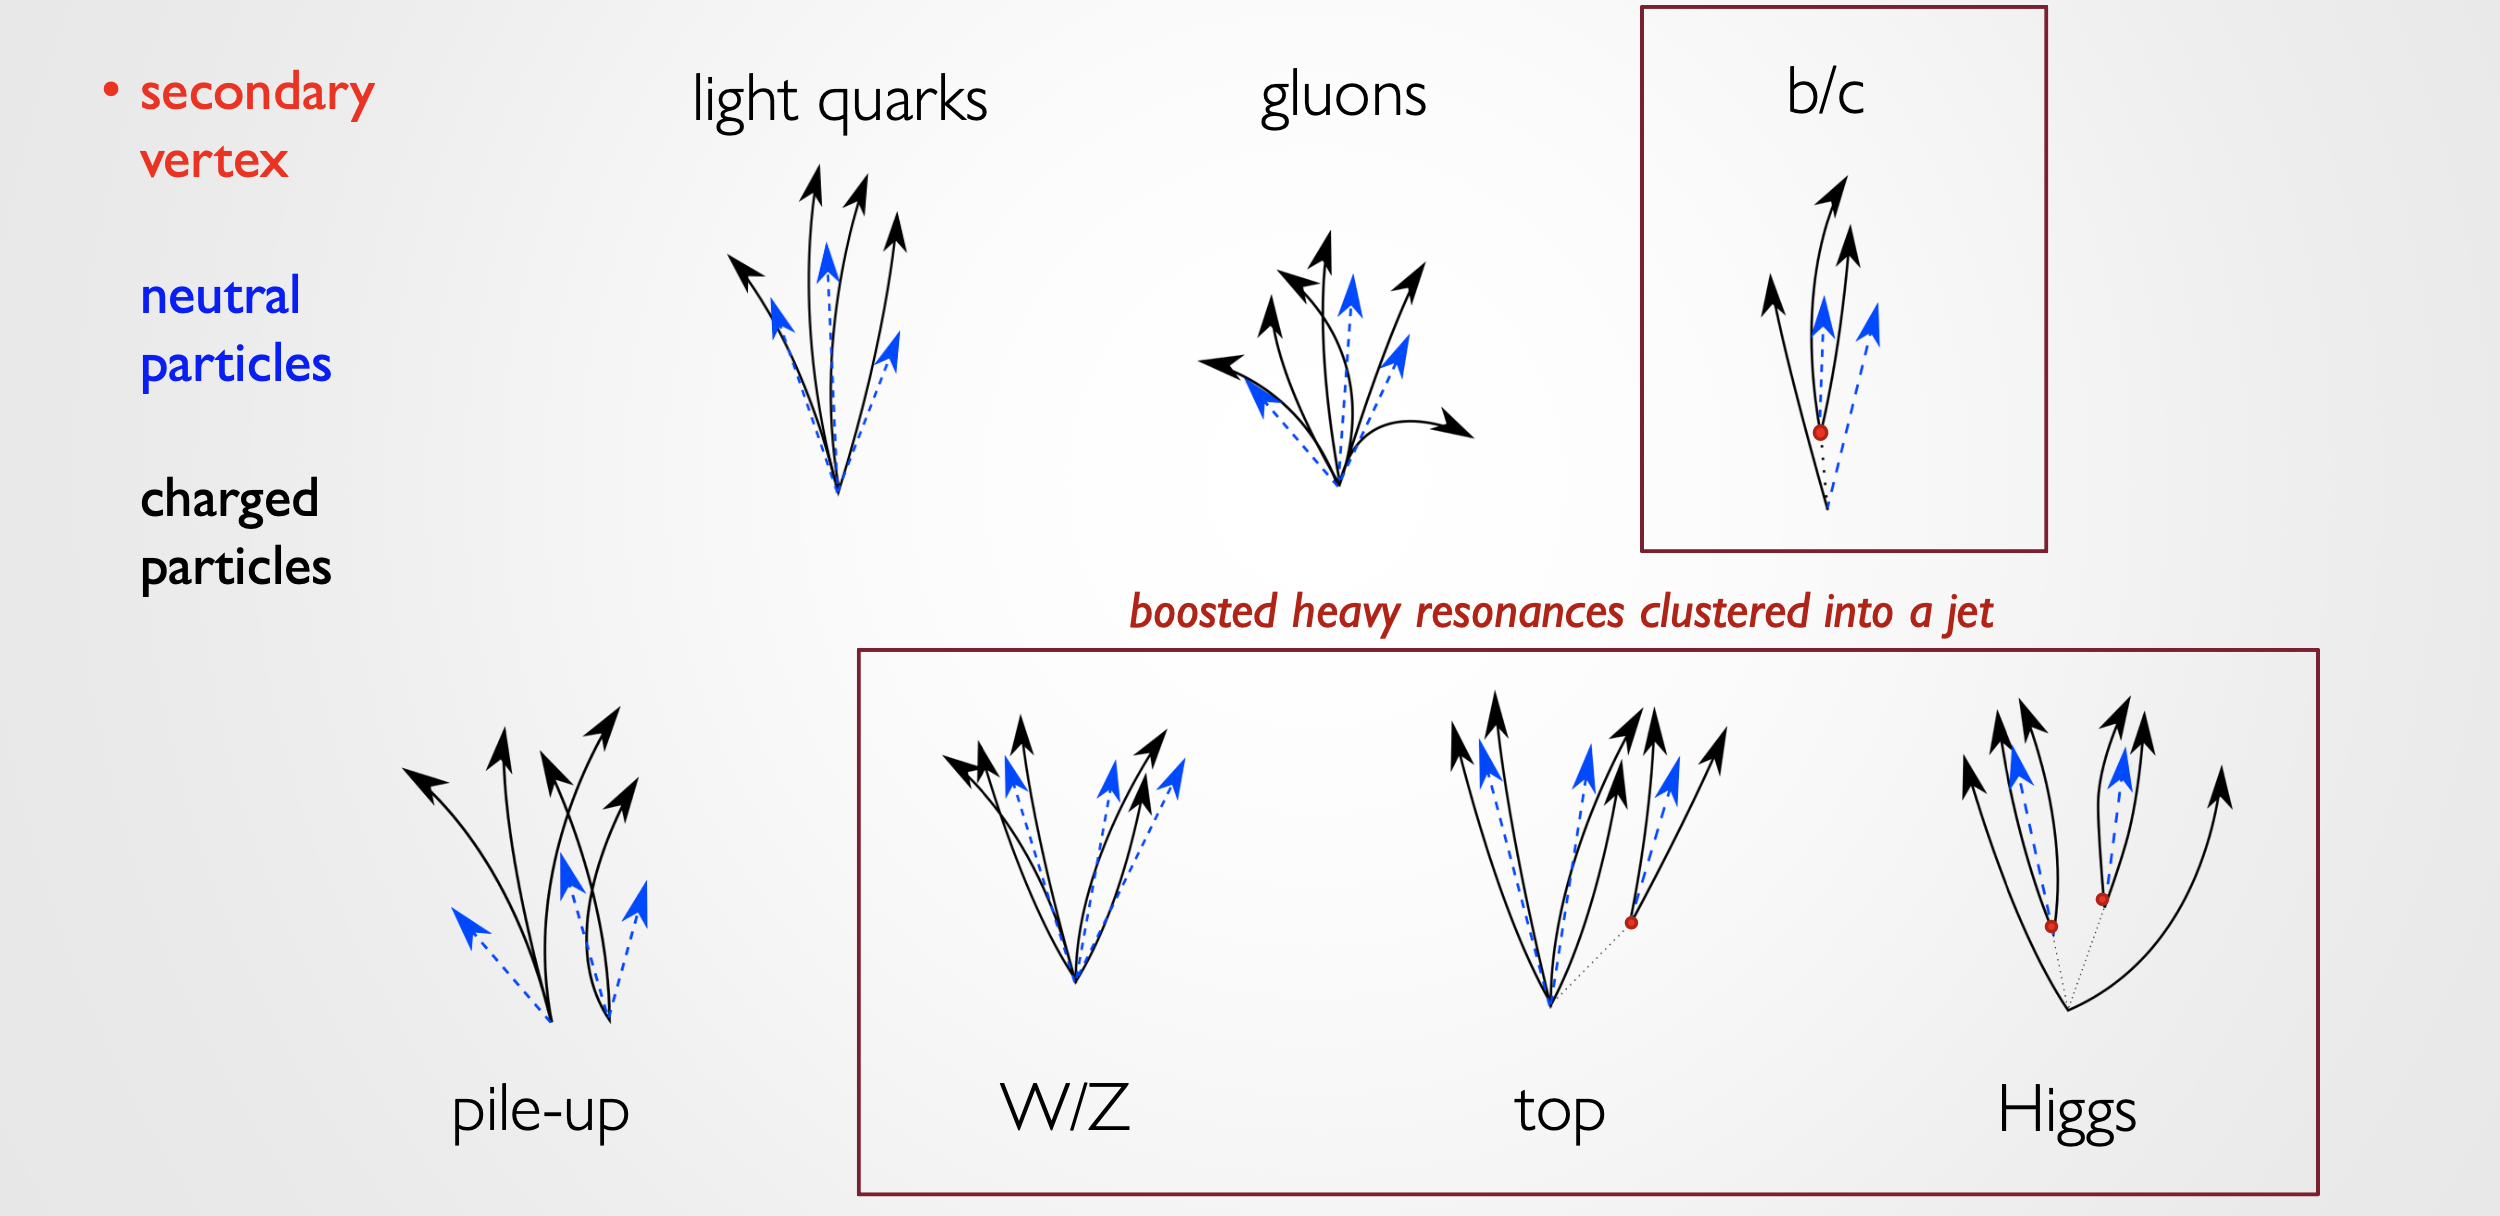 • secondary
vertex
neutral
particles
charged
particles
light quarks
gluons
b/c
boosted heavy resonances clustered into a jet
pile-up
W/Z
top
Higgs